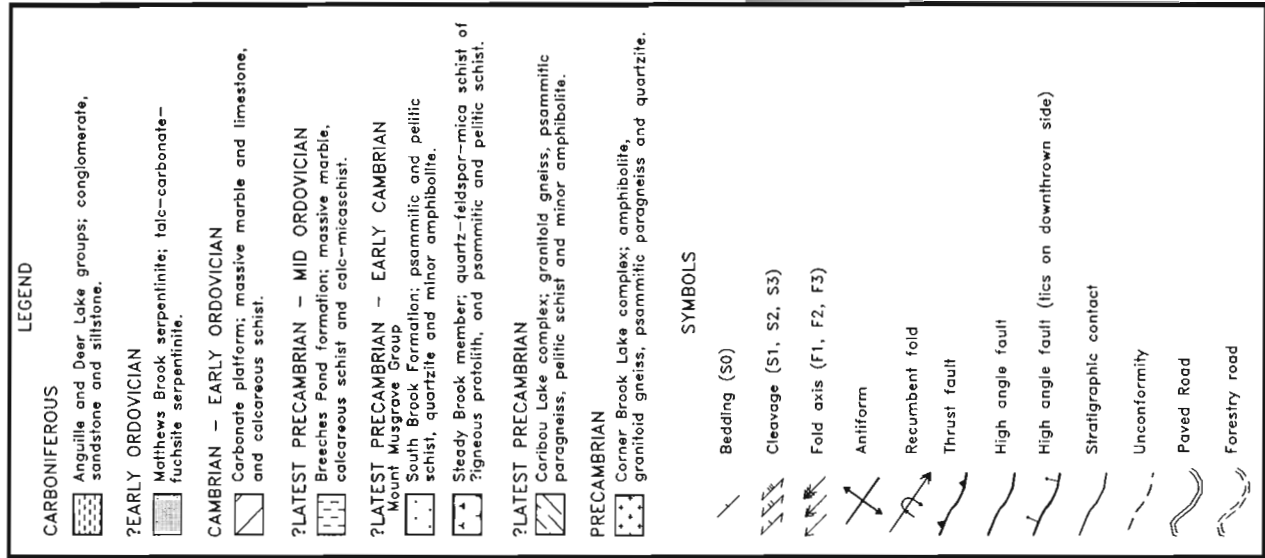 LEGEND
CARBONIFEROUS
Anguille and Deer Lake groups; conglomerate,
sandstone and siltstone.
?EARLY ORDOVICIAN
Matthews Brook serpentinite; talc-carbonate-
fuchsite serpentinite.
CAMBRIAN - EARLY ORDOVICIAN
Carbonate platform; massive marble and limestone,
and calcareous schist.
?LATEST PRECAMBRIAN - MID ORDOVICIAN
Breeches Pond formation; massive marble,
calcareous schist and calc-micaschist.
?LATEST PRECAMBRIAN - EARLY CAMBRIAN
Mount Musgrave Group
South Brook Formation; psammitic and pelitic
schist, quartzite and minor amphibolite.
Steady Brook member; quartz-feldspar-mica schist of
?igneous protolith, and psammitic and pelitic schist.
?LATEST PRECAMBRIAN
Caribou Lake complex; granitoid gneiss, psammitic
paragneiss, pelitic schist and minor amphibolite.
PRECAMBRIAN
Corner Brook Lake complex; amphibolite,
granitoid gneiss, psammitic paragneiss and quartzite.
SYMBOLS
Bedding (S0)
Cleavage (S1, S2, S3)
Fold axis (F1, F2, F3)
Antiform
Recumbent fold
Thrust fault
High angle fault
High angle fault (tics on downthrown side)
Stratigraphic contact
Unconformity
Paved Road
Forestry road